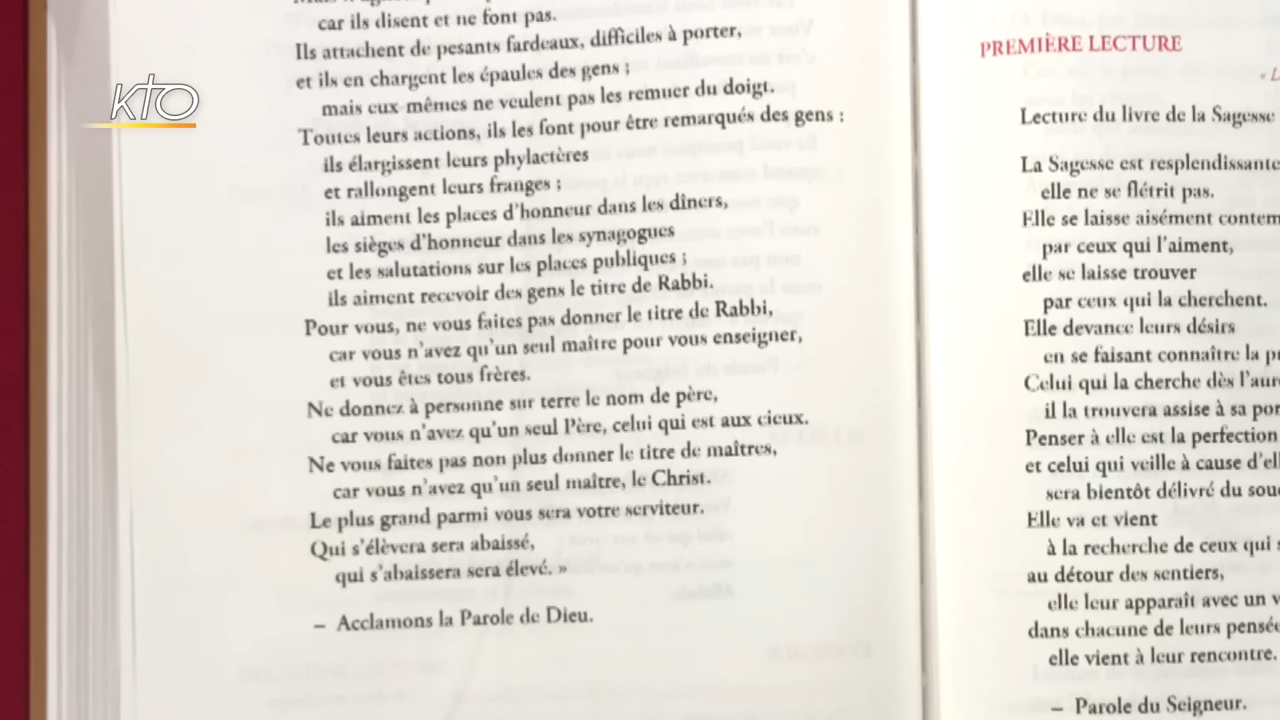 KTO
car ils disent et ne font pas.
Ils attachent de pesants fardeaux, difficiles à porter,
et ils en chargent les épaules des gens ;
mais eux-mêmes ne veulent pas les remuer du doigt.
Toutes leurs actions, ils les font pour être remarqués des gens :
ils élargissent leurs phylactères
et rallongent leurs franges ;
ils aiment les places d'honneur dans les dîners,
les sièges d'honneur dans les synagogues
et les salutations sur les places publiques ;
ils aiment recevoir des gens le titre de Rabbi.
Pour vous, ne vous faites pas donner le titre de Rabbi,
car vous n'avez qu'un seul maître pour vous enseigner,
et vous êtes tous frères.
Ne donnez à personne sur terre le nom de père,
car vous n'avez qu'un seul Père, celui qui est aux cieux.
Ne vous faites pas non plus donner le titre de maîtres,
car vous n'avez qu'un seul maître, le Christ.
Le plus grand parmi vous sera votre serviteur.
Qui s'élèvera sera abaissé,
qui s'abaissera sera élevé. »
– Acclamons la Parole de Dieu.
PREMIÈRE LECTURE
Lecture du livre de la Sagesse
La Sagesse est resplendissante
elle ne se flétrit pas.
Elle se laisse aisément contem
par ceux qui l'aiment,
elle se laisse trouver
par ceux qui la cherchent.
Elle devance leurs désirs
en se faisant connaître la p
Celui qui la cherche dès l'aur
il la trouvera assise à sa por
Penser à elle est la perfection
et celui qui veille à cause d'ell
sera bientôt délivré du souc
Elle va et vient
à la recherche de ceux qui s
au détour des sentiers,
elle leur apparaît avec un v
dans chacune de leurs pensée
elle vient à leur rencontre.
– Parole du Seigneur.